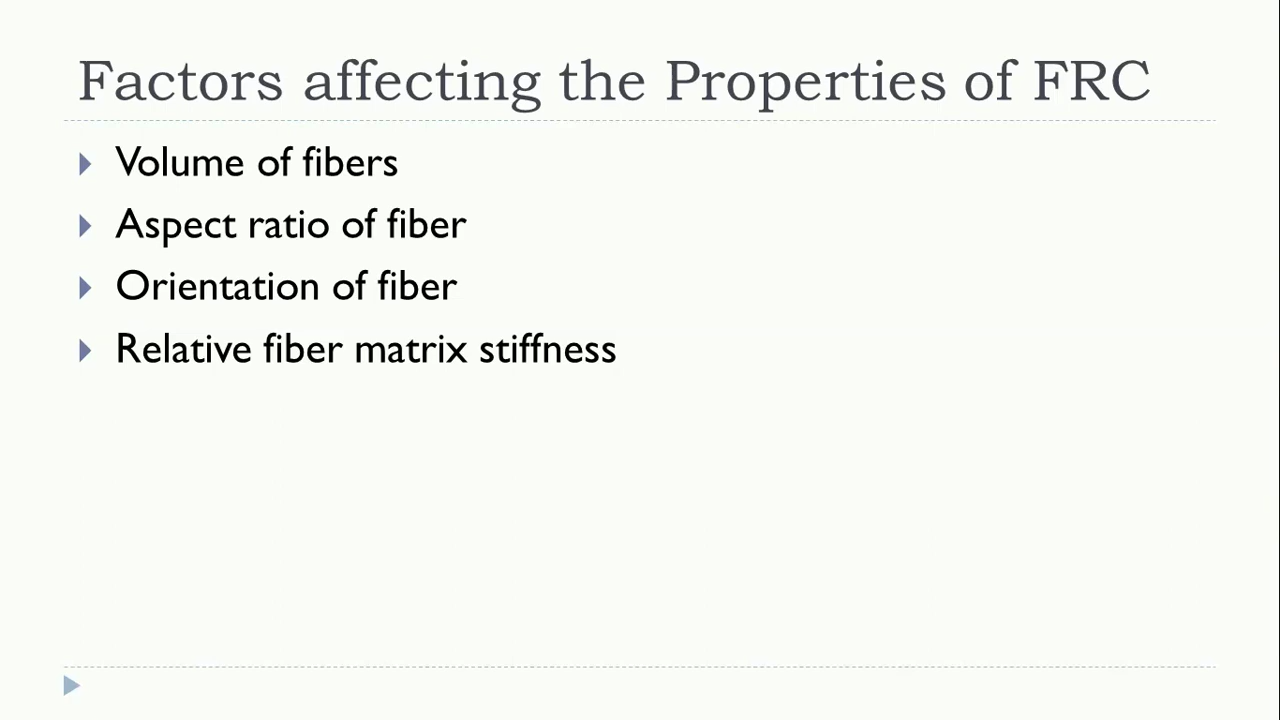 Factors affecting the Properties of FRC
Volume of fibers
Aspect ratio of fiber
Orientation of fiber
Relative fiber matrix stiffness